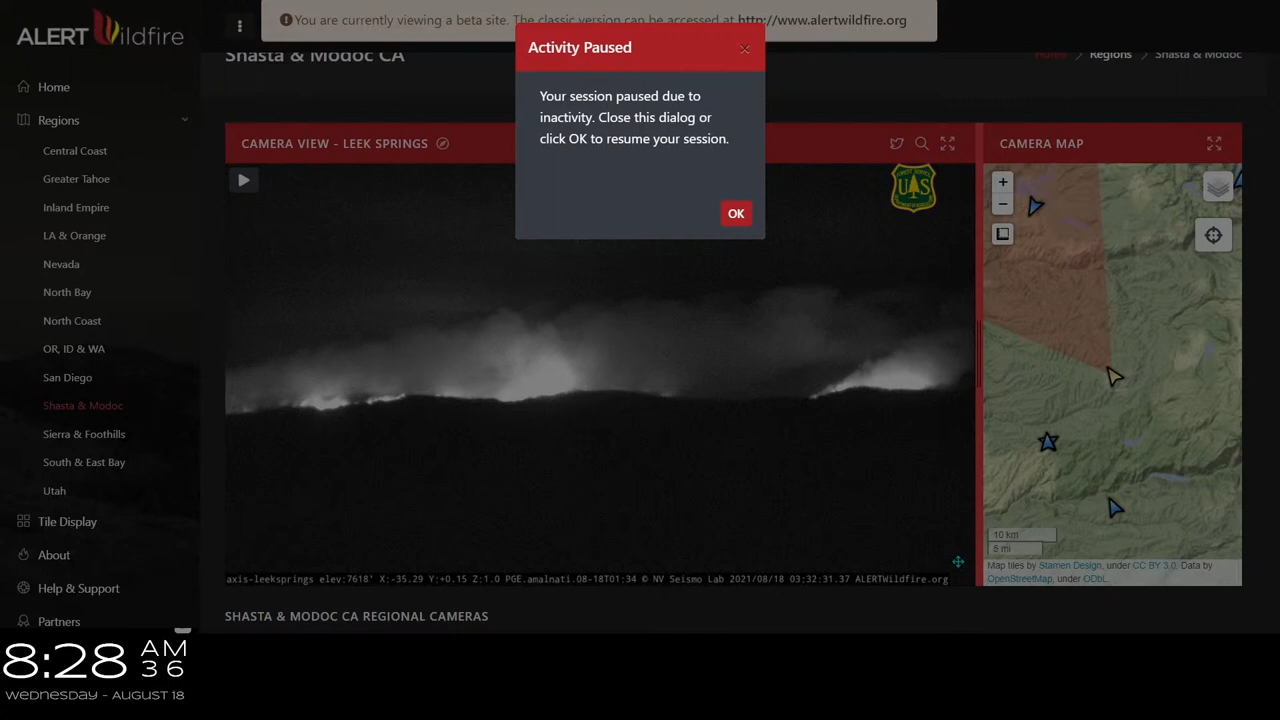 ALERTWildfire
You are currently viewing a beta site. The classic version can be accessed at http://www.alertwildfire.org
Shasta & Modoc CA
Home
Regions
Shasta & Modoc
Home
Regions
Central Coast
Greater Tahoe
Inland Empire
LA & Orange
Nevada
North Bay
North Coast
OR, ID & WA
San Diego
Shasta & Modoc
Sierra & Foothills
South & East Bay
Utah
Tile Display
About
Help & Support
Partners
Activity Paused
×
Your session paused due to
inactivity. Close this dialog or
click OK to resume your session.
OK
CAMERA VIEW - LEEK SPRINGS
US
axis-leeksprings elev:7618' X:-35.29 Y:+0.15 Z:1.0 PGE.amalnati.08-18T01:34 © NV Seismo Lab 2021/08/18 03:32:31.37 ALERTWildfire.org
CAMERA MAP
+
−
10 km
5 mi
Map tiles by Stamen Design, under CC BY 3.0. Data by
OpenStreetMap, under ODbL.
SHASTA & MODOC CA REGIONAL CAMERAS
8:28 AM
36
WEDNESDAY - AUGUST 18